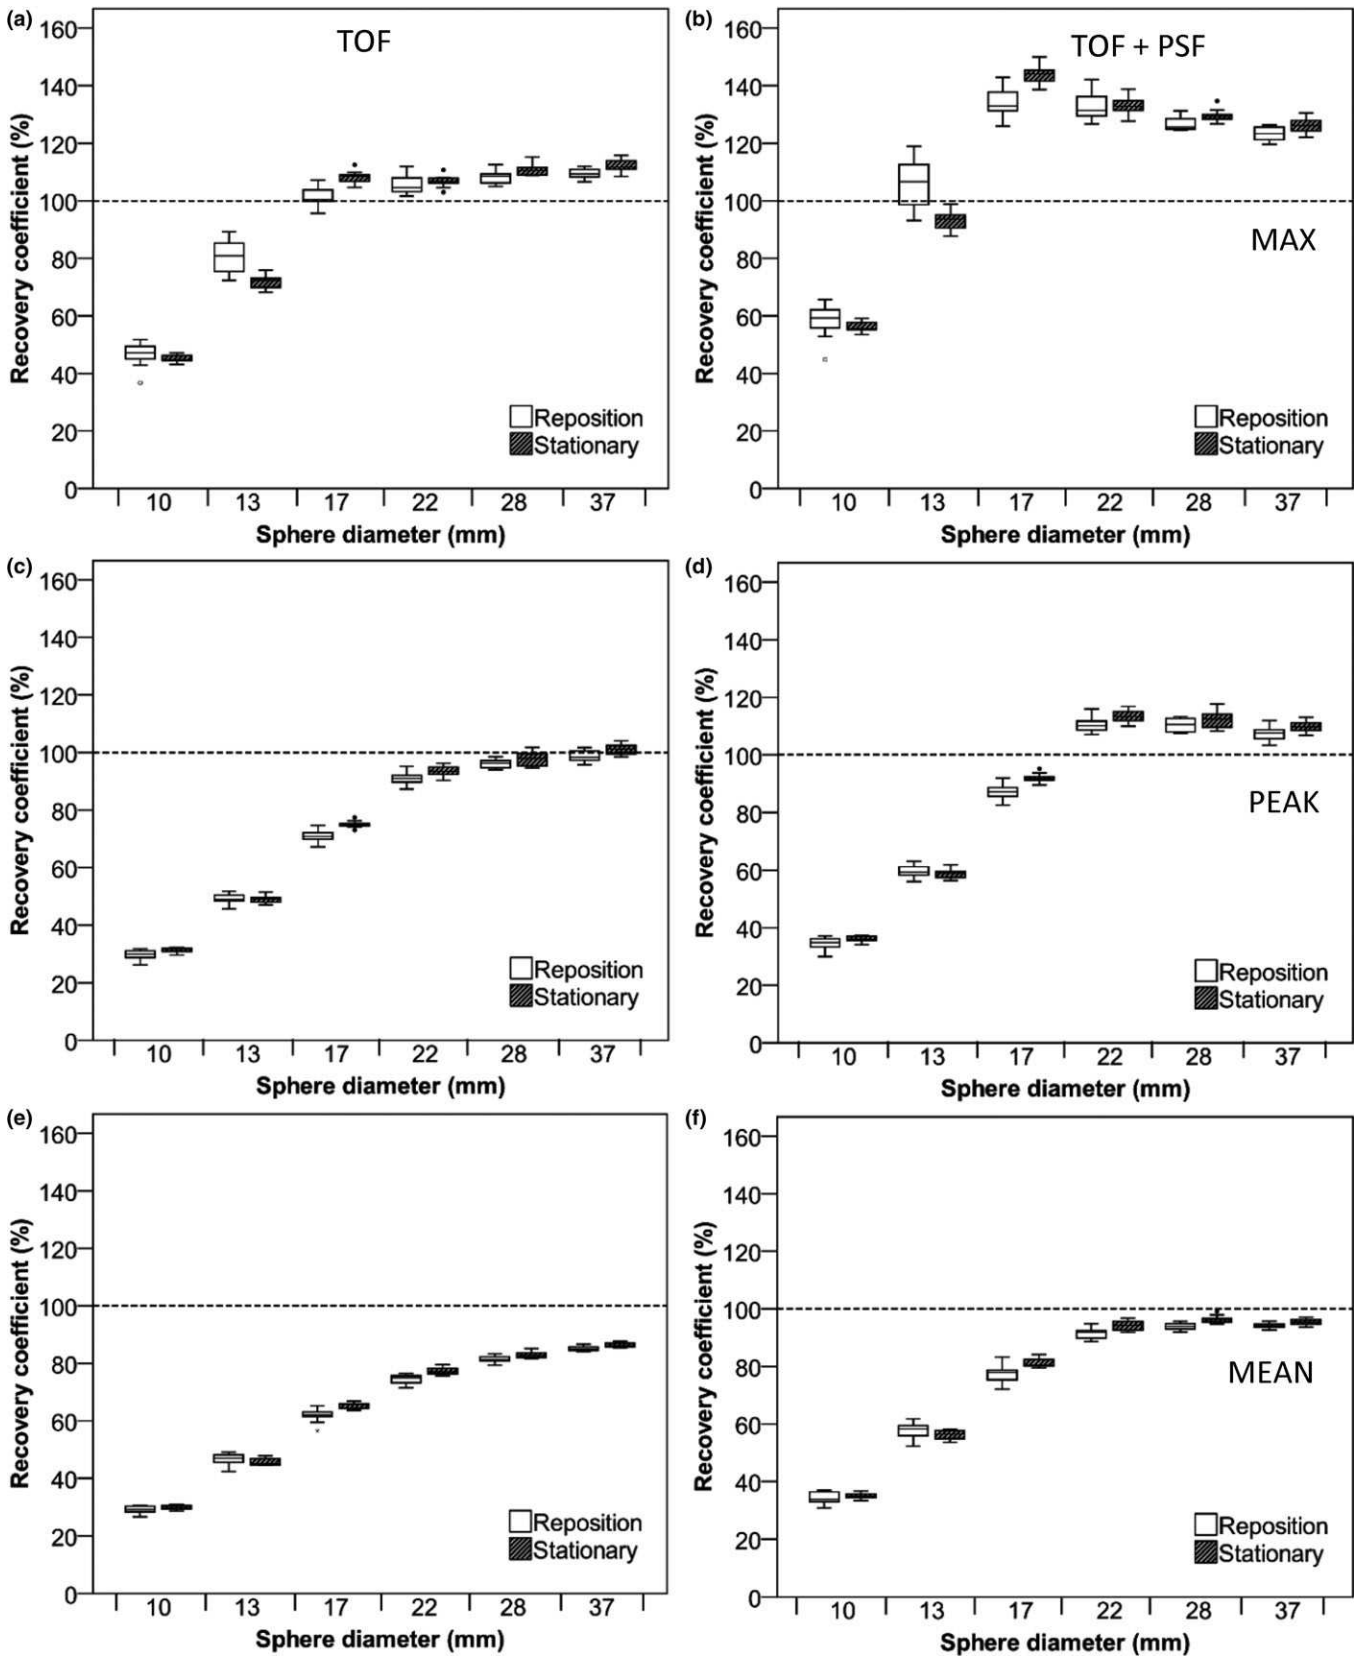 (a)
TOF
160
140
120
100
80
60
40
20
0
Recovery coefficient (%)
Reposition
Stationary
10 13 17 22 28 37
Sphere diameter (mm)
(b)
TOF + PSF
MAX
160
140
120
100
80
60
40
20
0
Recovery coefficient (%)
Reposition
Stationary
10 13 17 22 28 37
Sphere diameter (mm)
(c)
160
140
120
100
80
60
40
20
0
Recovery coefficient (%)
Reposition
Stationary
10 13 17 22 28 37
Sphere diameter (mm)
(d)
160
140
120
100
80
60
40
20
0
Recovery coefficient (%)
PEAK
Reposition
Stationary
10 13 17 22 28 37
Sphere diameter (mm)
(e)
160
140
120
100
80
60
40
20
0
Recovery coefficient (%)
Reposition
Stationary
10 13 17 22 28 37
Sphere diameter (mm)
(f)
160
140
120
100
80
60
40
20
0
Recovery coefficient (%)
MEAN
Reposition
Stationary
10 13 17 22 28 37
Sphere diameter (mm)